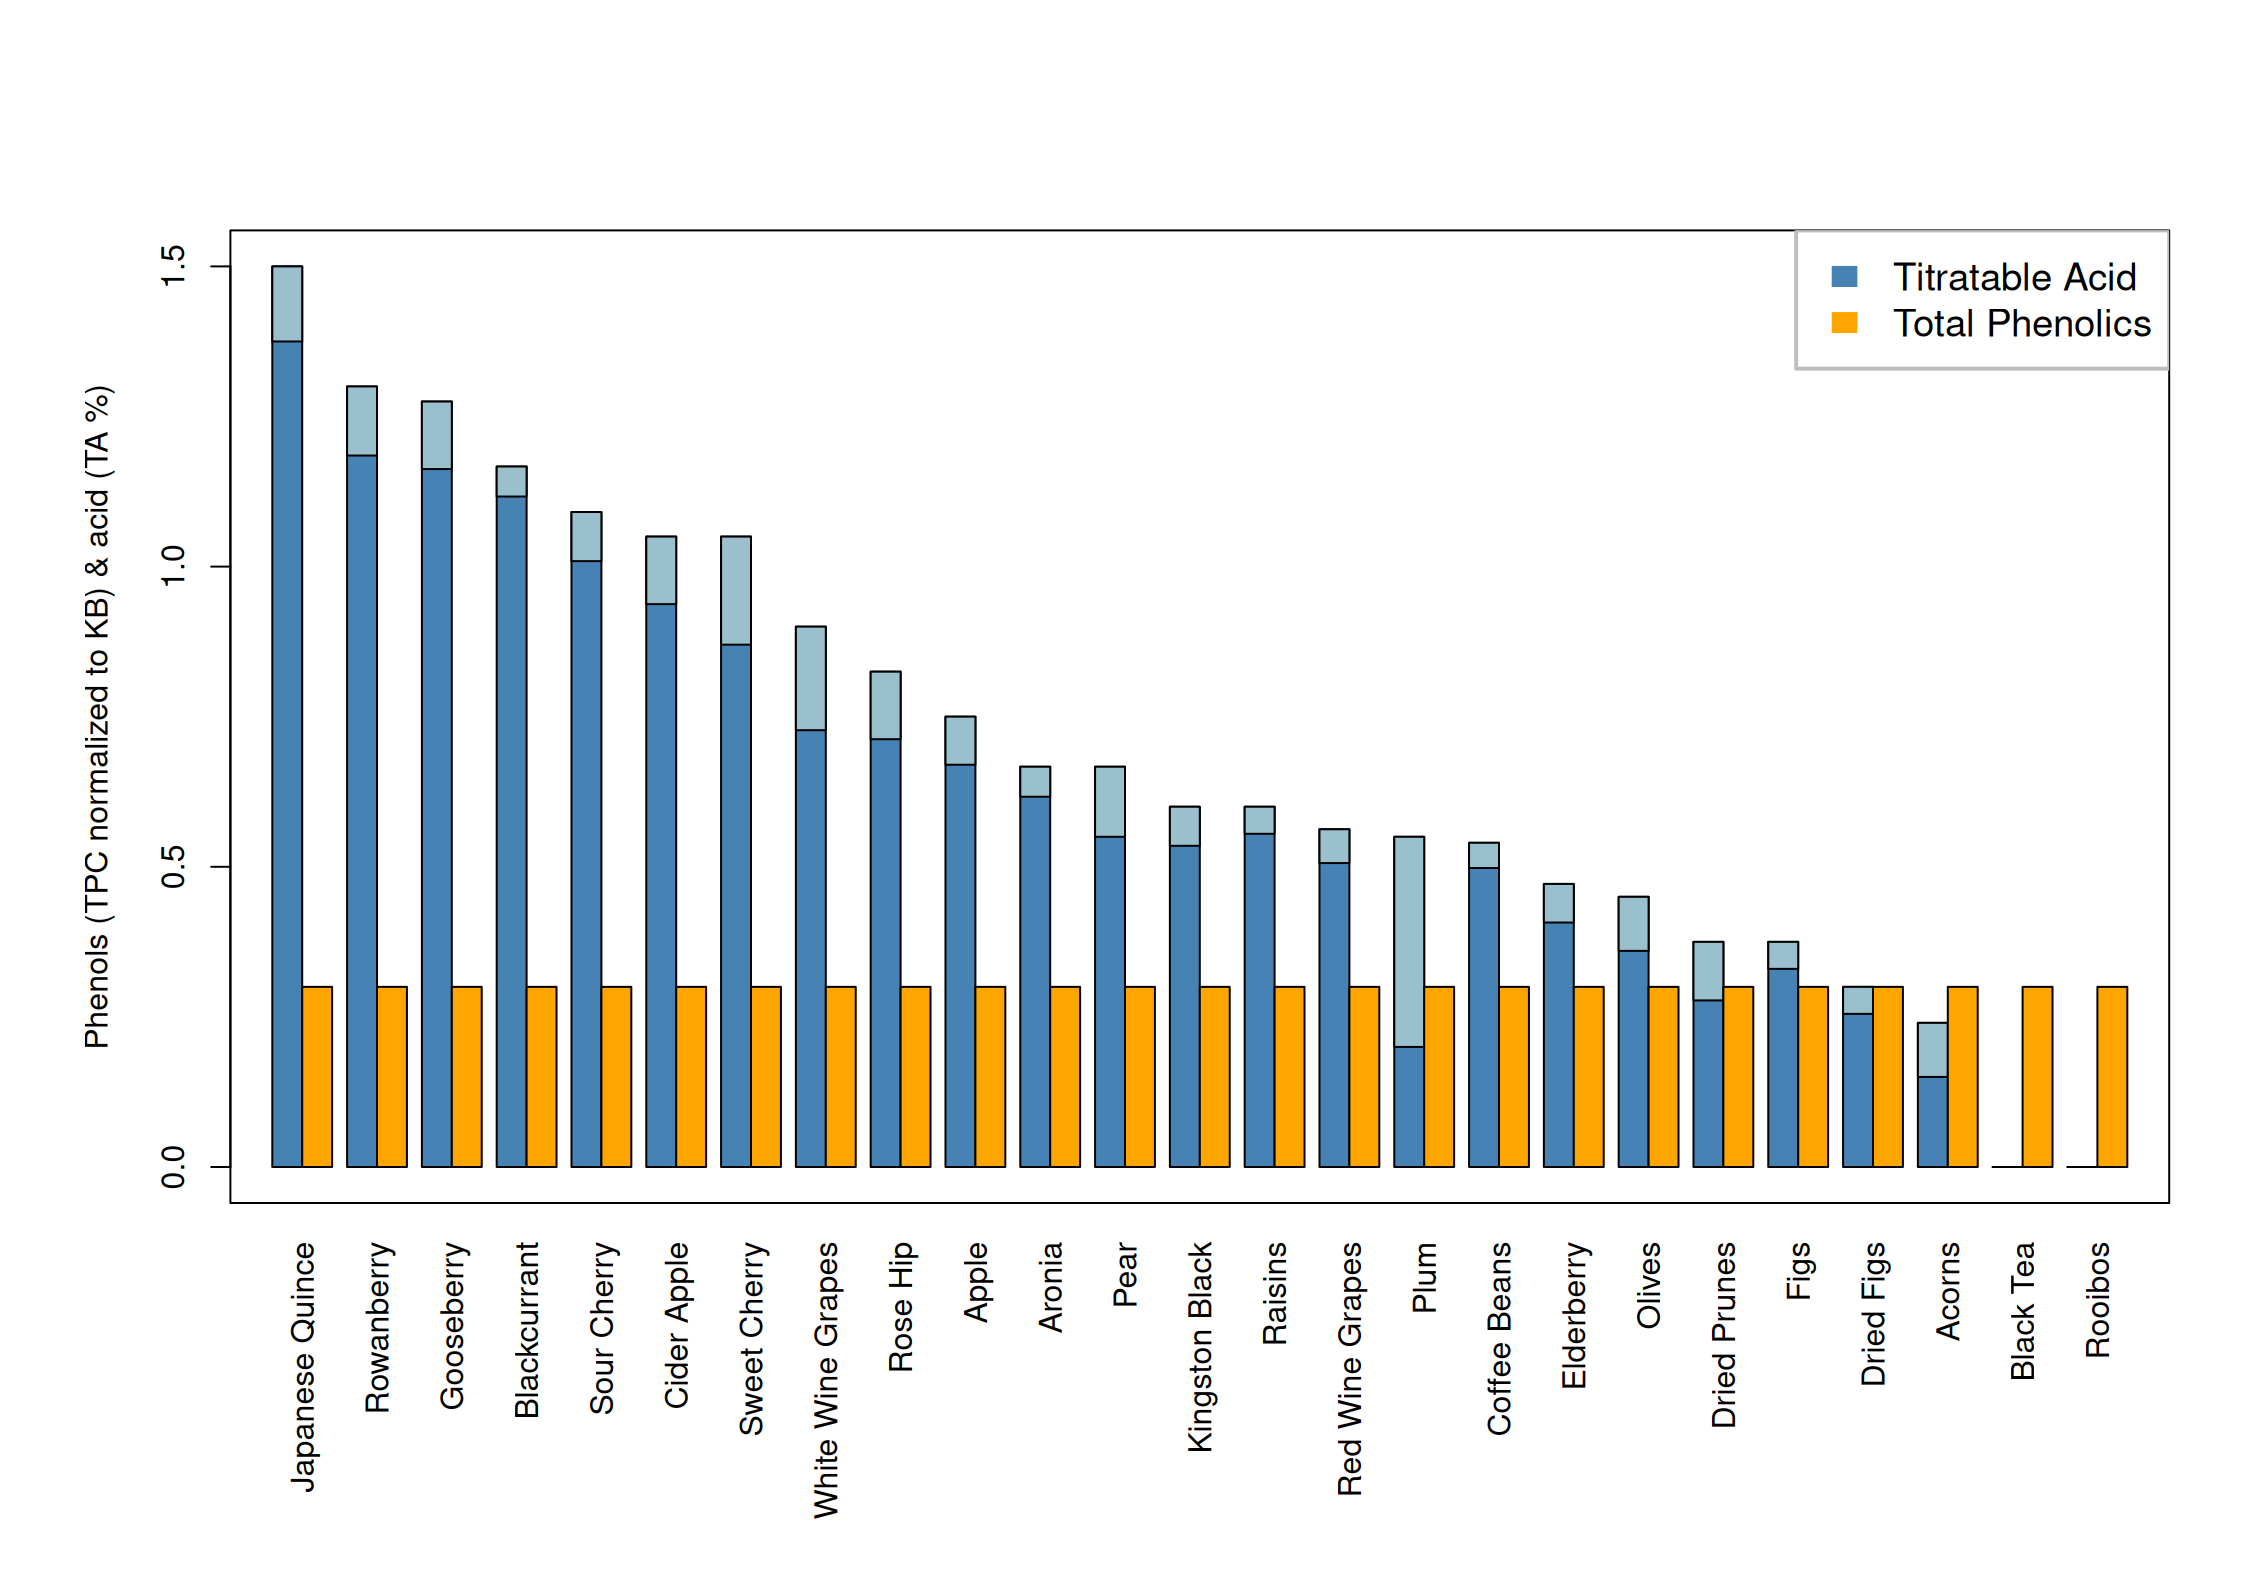 Titratable Acid
Total Phenolics
Phenols (TPC normalized to KB) & acid (TA %)
1.5
1.0
0.5
0.0
Japanese Quince
Rowanberry
Gooseberry
Blackcurrant
Sour Cherry
Cider Apple
Sweet Cherry
White Wine Grapes
Rose Hip
Apple
Aronia
Pear
Kingston Black
Raisins
Red Wine Grapes
Plum
Coffee Beans
Elderberry
Olives
Dried Prunes
Figs
Dried Figs
Acorns
Black Tea
Rooibos